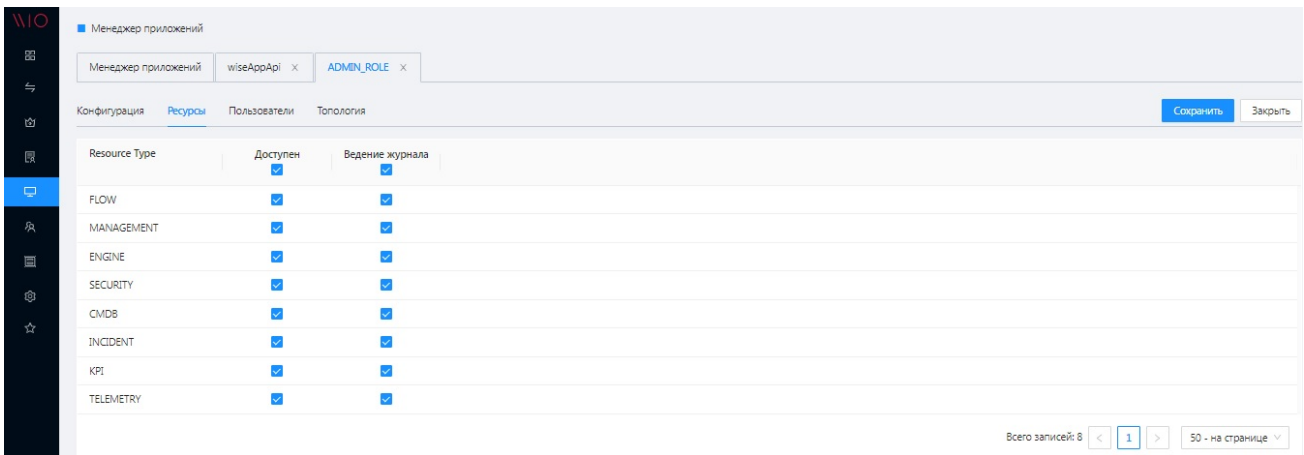 WIO
Менеджер приложений
Менеджер приложений wiseAppApi ADMIN_ROLE
Конфигурация Ресурсы Пользователи Топология Сохранить Закрыть
Resource Type Доступен Ведение журнала
FLOW
MANAGEMENT
ENGINE
SECURITY
CMDB
INCIDENT
KPI
TELEMETRY
Всего записей: 8 < 1 > 50 - на странице